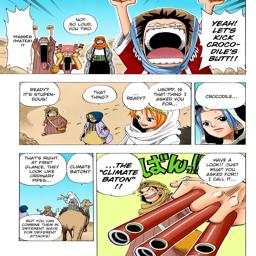 YEAH!
LET'S
KICK
CROCO-
DILE'S
BUTT!!
NOT
SO LOUD,
YOU TWO.
CROCODILE...
USOPP, IS
THAT THING I
ASKED YOU
FOR...
THAT
THING?
...READY?
READY?
IT'S
STUPEN-
DOUS!
HAVE A
LOOK!! JUST
AS YOU
ASKED FOR!!
I CALL IT...
...THE
"CLIMATE
BATON"
!!
CLIMATE
BATON?
THAT'S
RIGHT, AT
FIRST
GLANCE, THEY
LOOK LIKE
ORDINARY
PIPES...
BUT YOU CAN
COMBINE THEM
IN DIFFERENT
WAYS FOR
DIFFERENT
ATTACKS!